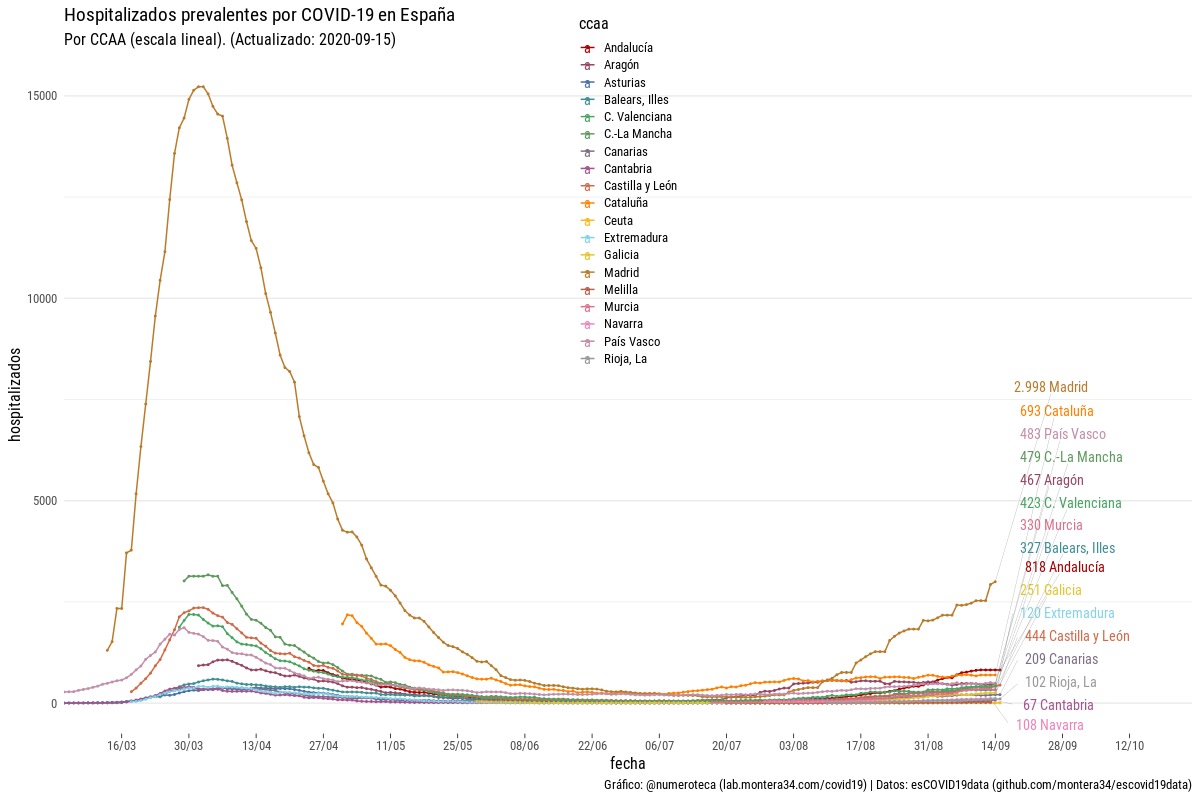 Hospitalizados prevalentes por COVID-19 en España
Por CCAA (escala lineal). (Actualizado: 2020-09-15)
ccaa
Andalucía
Aragón
Asturias
Balears, Illes
C. Valenciana
C.-La Mancha
Canarias
Cantabria
Castilla y León
Cataluña
Ceuta
Extremadura
Galicia
Madrid
Melilla
Murcia
Navarra
País Vasco
Rioja, La
hospitalizados
15000
10000
5000
0
2.998 Madrid
693 Cataluña
483 País Vasco
479 C.-La Mancha
467 Aragón
423 C. Valenciana
330 Murcia
327 Balears, Illes
818 Andalucía
251 Galicia
120 Extremadura
444 Castilla y León
209 Canarias
102 Rioja, La
67 Cantabria
108 Navarra
16/03 30/03 13/04 27/04 11/05 25/05 08/06 22/06 06/07 20/07 03/08 17/08 31/08 14/09 28/09 12/10
fecha
Gráfico: @numeroteca (lab.montera34.com/covid19) | Datos: esCOVID19data (github.com/montera34/escovid19data)